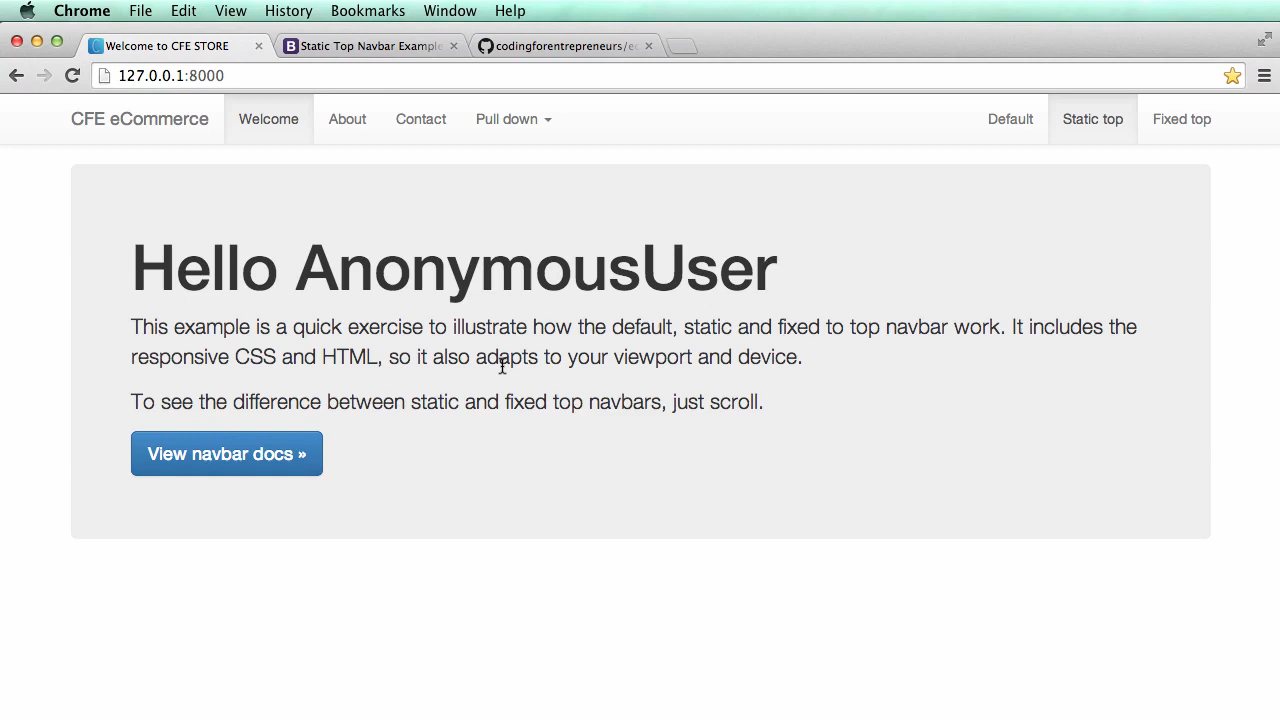 Chrome File Edit View History Bookmarks Window Help
Welcome to CFE STORE Static Top Navbar Example codingforentrepreneurs/ec
127.0.0.1:8000
CFE eCommerce Welcome About Contact Pull down Default Static top Fixed top
Hello AnonymousUser
This example is a quick exercise to illustrate how the default, static and fixed to top navbar work. It includes the
responsive CSS and HTML, so it also adapts to your viewport and device.
To see the difference between static and fixed top navbars, just scroll.
View navbar docs »